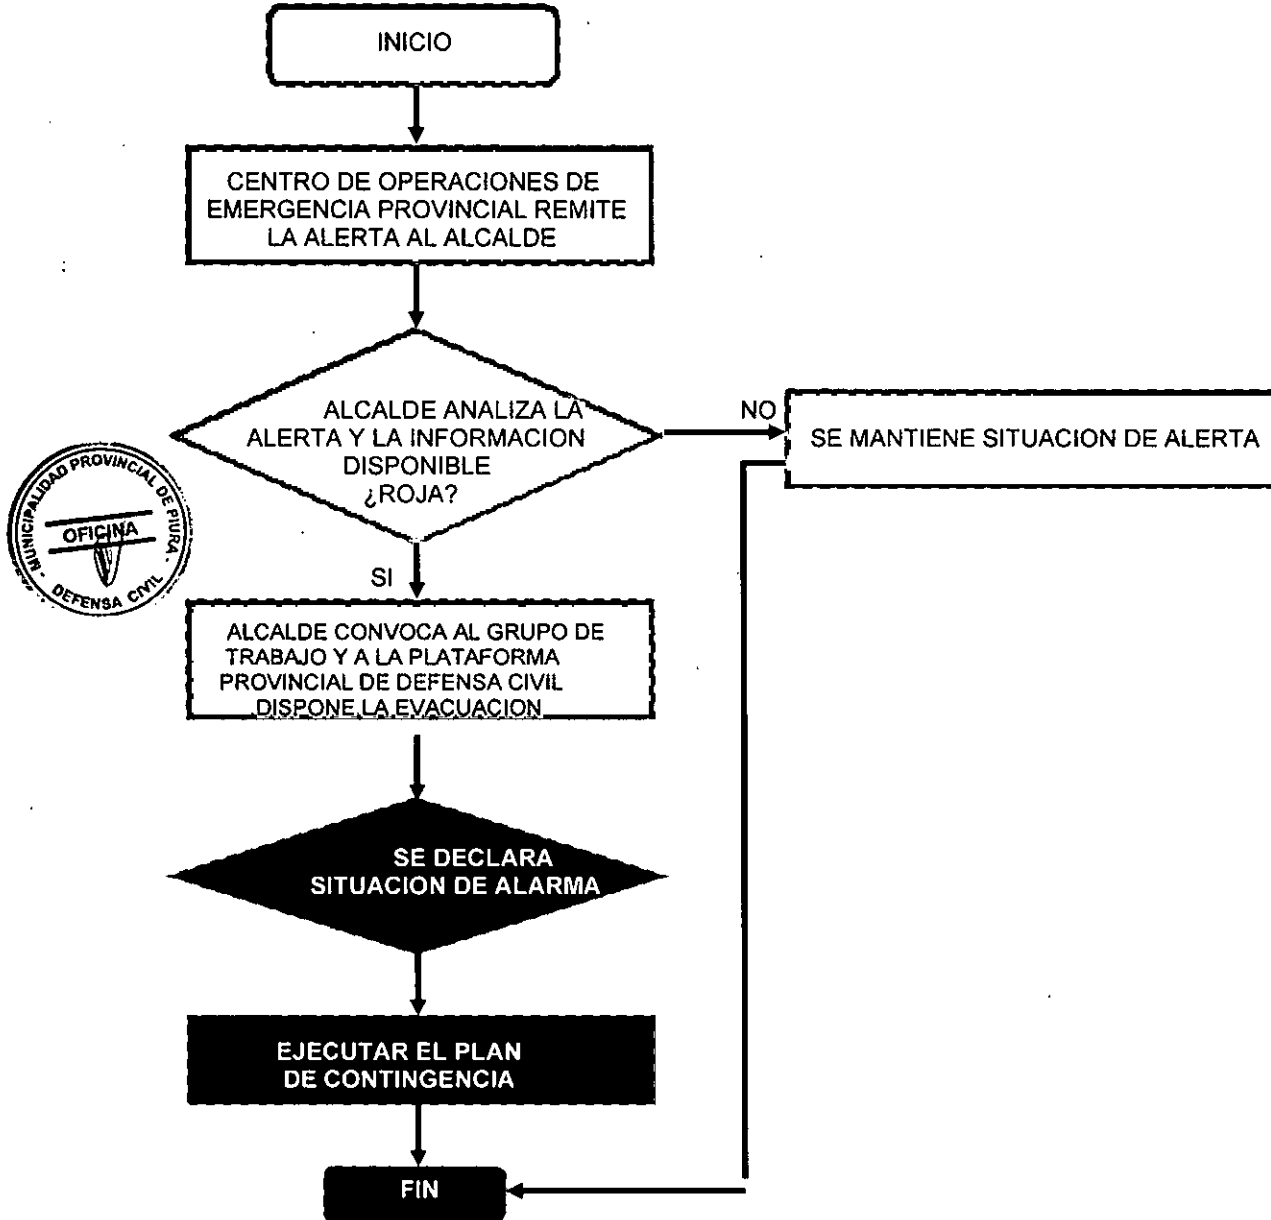 INICIO
CENTRO DE OPERACIONES DE
EMERGENCIA PROVINCIAL REMITE
LA ALERTA AL ALCALDE
ALCALDE ANALIZA LA
ALERTA Y LA INFORMACION
DISPONIBLE
¿ROJA?
NO
SE MANTIENE SITUACION DE ALERTA
MUNICIPALIDAD PROVINCIAL DE PIURA
OFICINA
DEFENSA CIVIL
SI
ALCALDE CONVOCA AL GRUPO DE
TRABAJO Y A LA PLATAFORMA
PROVINCIAL DE DEFENSA CIVIL
DISPONE LA EVACUACION
SE DECLARA
SITUACION DE ALARMA
EJECUTAR EL PLAN
DE CONTINGENCIA
FIN